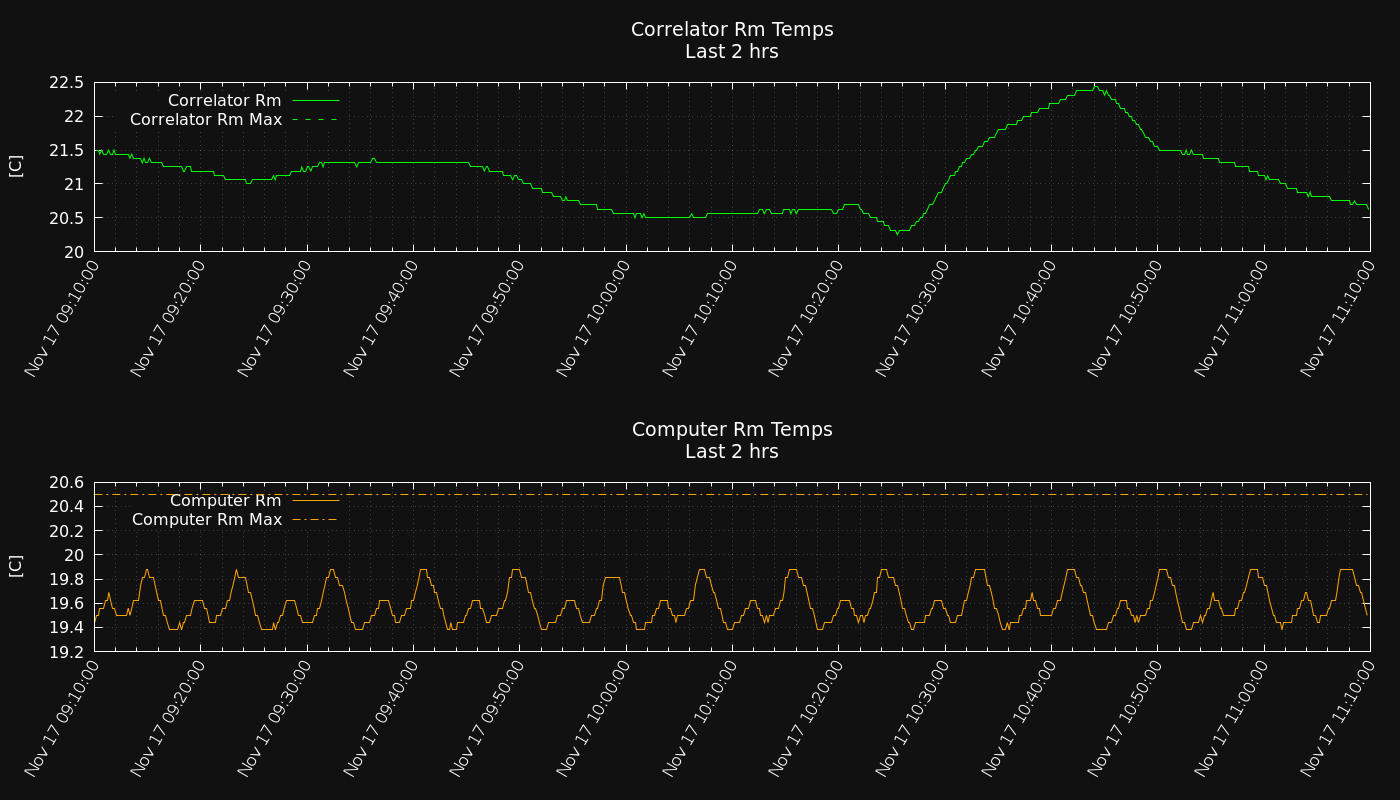 Correlator Rm Temps
Last 2 hrs
22.5
22
21.5
21
20.5
20
[C]
Correlator Rm
Correlator Rm Max
Nov 17 09:10:00
Nov 17 09:20:00
Nov 17 09:30:00
Nov 17 09:40:00
Nov 17 09:50:00
Nov 17 10:00:00
Nov 17 10:10:00
Nov 17 10:20:00
Nov 17 10:30:00
Nov 17 10:40:00
Nov 17 10:50:00
Nov 17 11:00:00
Nov 17 11:10:00
Computer Rm Temps
Last 2 hrs
20.6
20.4
20.2
20
19.8
19.6
19.4
19.2
[C]
Computer Rm
Computer Rm Max
Nov 17 09:10:00
Nov 17 09:20:00
Nov 17 09:30:00
Nov 17 09:40:00
Nov 17 09:50:00
Nov 17 10:00:00
Nov 17 10:10:00
Nov 17 10:20:00
Nov 17 10:30:00
Nov 17 10:40:00
Nov 17 10:50:00
Nov 17 11:00:00
Nov 17 11:10:00